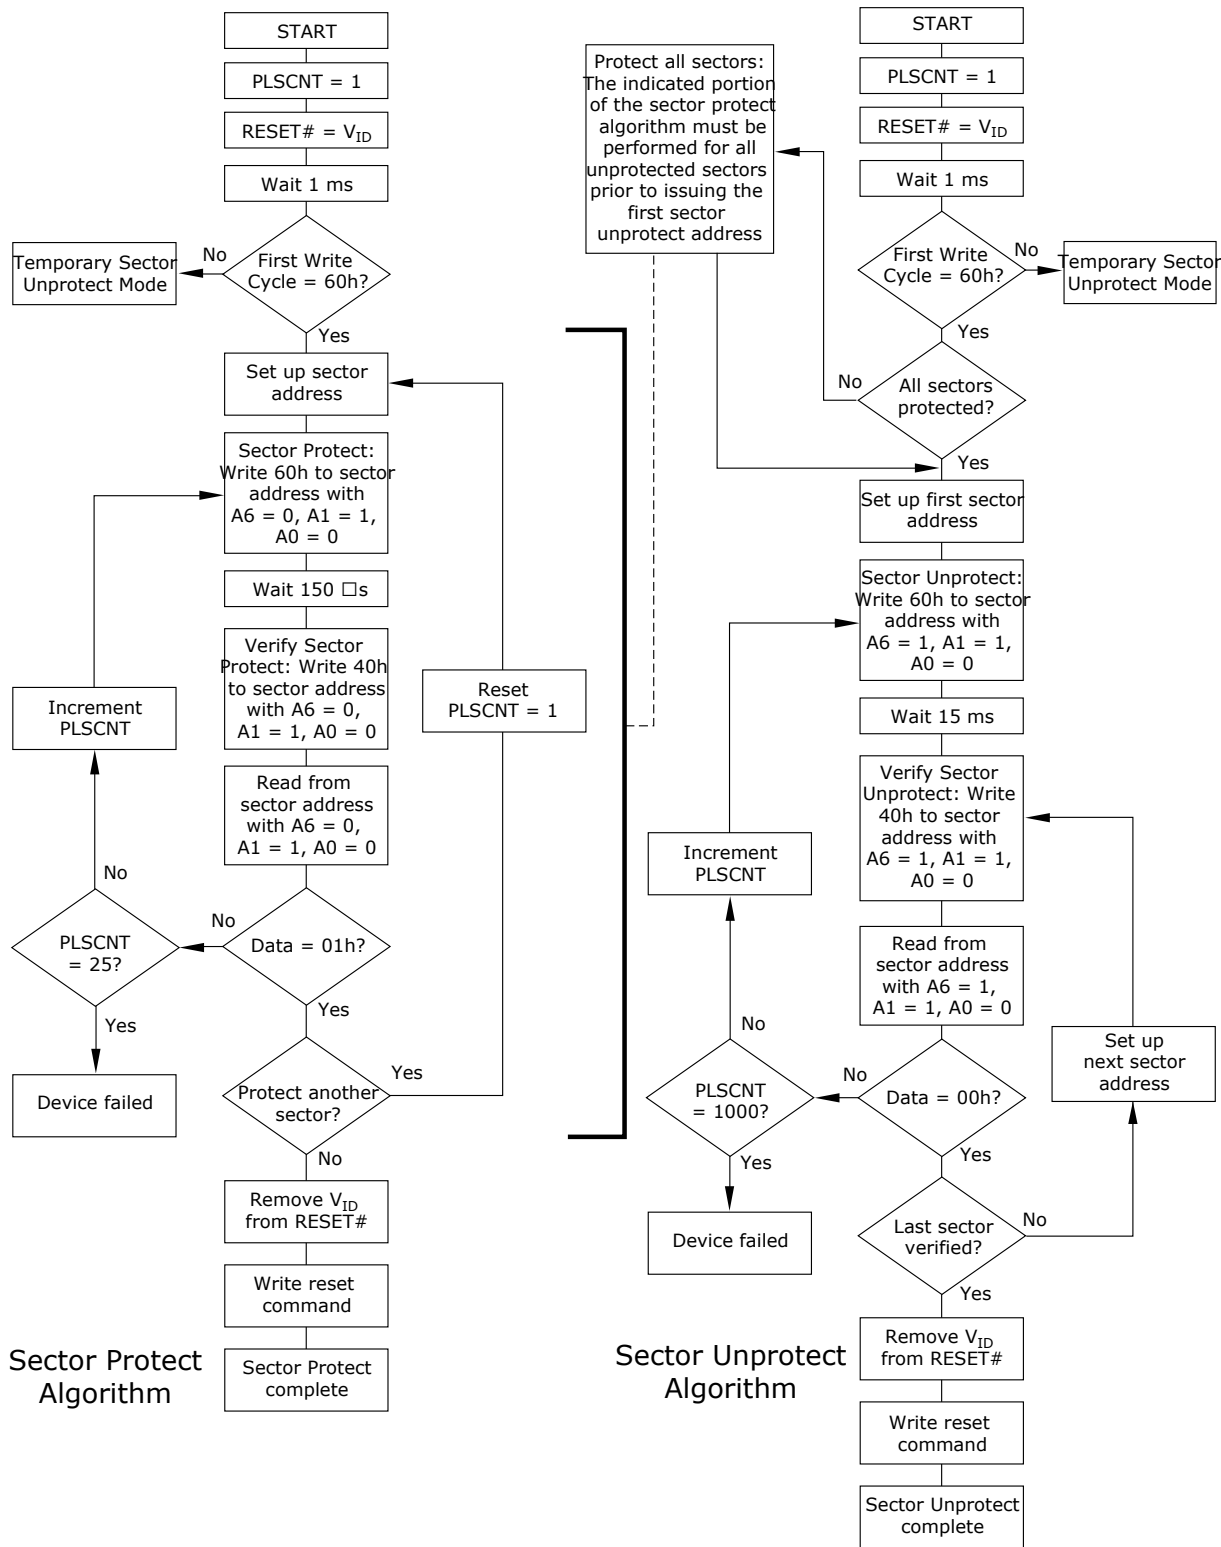 START
PLSCNT = 1
RESET# = VID
Wait 1 ms
First Write
Cycle = 60h?
No
Temporary Sector
Unprotect Mode
Yes
Set up sector
address
Sector Protect:
Write 60h to sector
address with
A6 = 0, A1 = 1,
A0 = 0
Wait 150 □s
Verify Sector
Protect: Write 40h
to sector address
with A6 = 0,
A1 = 1, A0 = 0
Increment
PLSCNT
Reset
PLSCNT = 1
Read from
sector address
with A6 = 0,
A1 = 1, A0 = 0
No
PLSCNT
= 25?
No
Data = 01h?
Yes
Yes
Device failed
Protect another
sector?
Yes
No
Remove VID
from RESET#
Write reset
command
Sector Protect
complete
Sector Protect
Algorithm
Protect all sectors:
The indicated portion
of the sector protect
algorithm must be
performed for all
unprotected sectors
prior to issuing the
first sector
unprotect address
START
PLSCNT = 1
RESET# = VID
Wait 1 ms
First Write
Cycle = 60h?
No
Temporary Sector
Unprotect Mode
Yes
No
All sectors
protected?
Yes
Set up first sector
address
Sector Unprotect:
Write 60h to sector
address with
A6 = 1, A1 = 1,
A0 = 0
Wait 15 ms
Verify Sector
Unprotect: Write
40h to sector
address with
A6 = 1, A1 = 1,
A0 = 0
Increment
PLSCNT
Read from
sector address
with A6 = 1,
A1 = 1, A0 = 0
No
PLSCNT
= 1000?
No
Data = 00h?
Set up
next sector
address
Yes
Yes
Device failed
Last sector
verified?
No
Yes
Remove VID
from RESET#
Write reset
command
Sector Unprotect
complete
Sector Unprotect
Algorithm